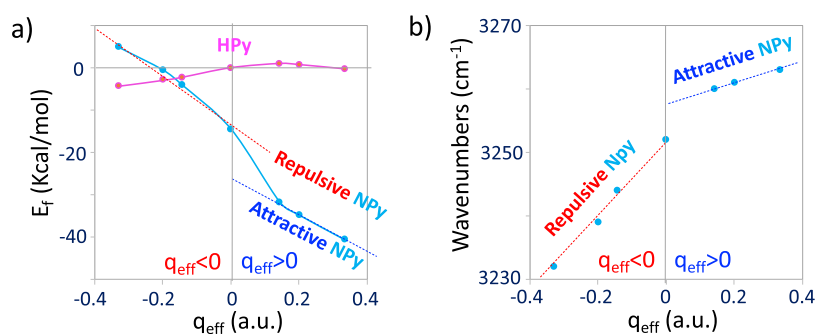 a)
E_f (Kcal/mol)
0
-20
-40
HPy
Repulsive NPy
Attractive NPy
q_eff<0
q_eff>0
-0.4
-0.2
0
0.2
0.4
q_eff (a.u.)
b)
Wavenumbers (cm⁻¹)
3270
3250
3230
Attractive NPy
Repulsive Npy
q_eff<0
q_eff>0
-0.4
-0.2
0
0.2
0.4
q_eff (a.u.)